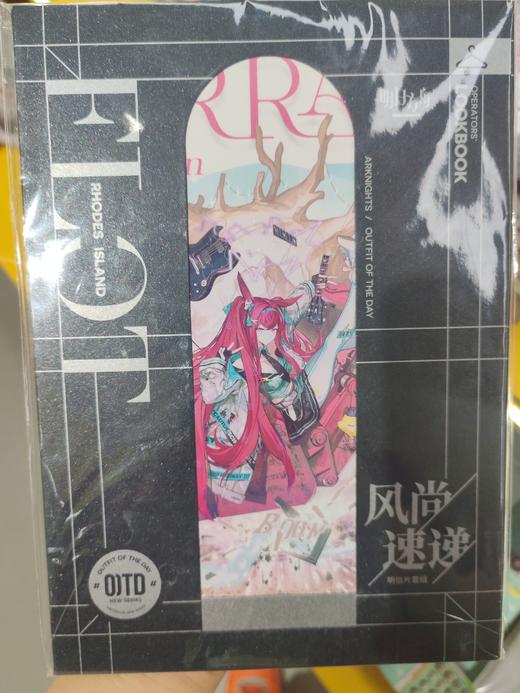 明日方舟
OPERATORS'
LOOKBOOK
RRA
n
ARKNIGHTS / OUTFIT OF THE DAY
RHODES ISLAND
风尚
速递
明信片套组
OUTFIT OF THE DAY
# OOTD #
NEW SERIES